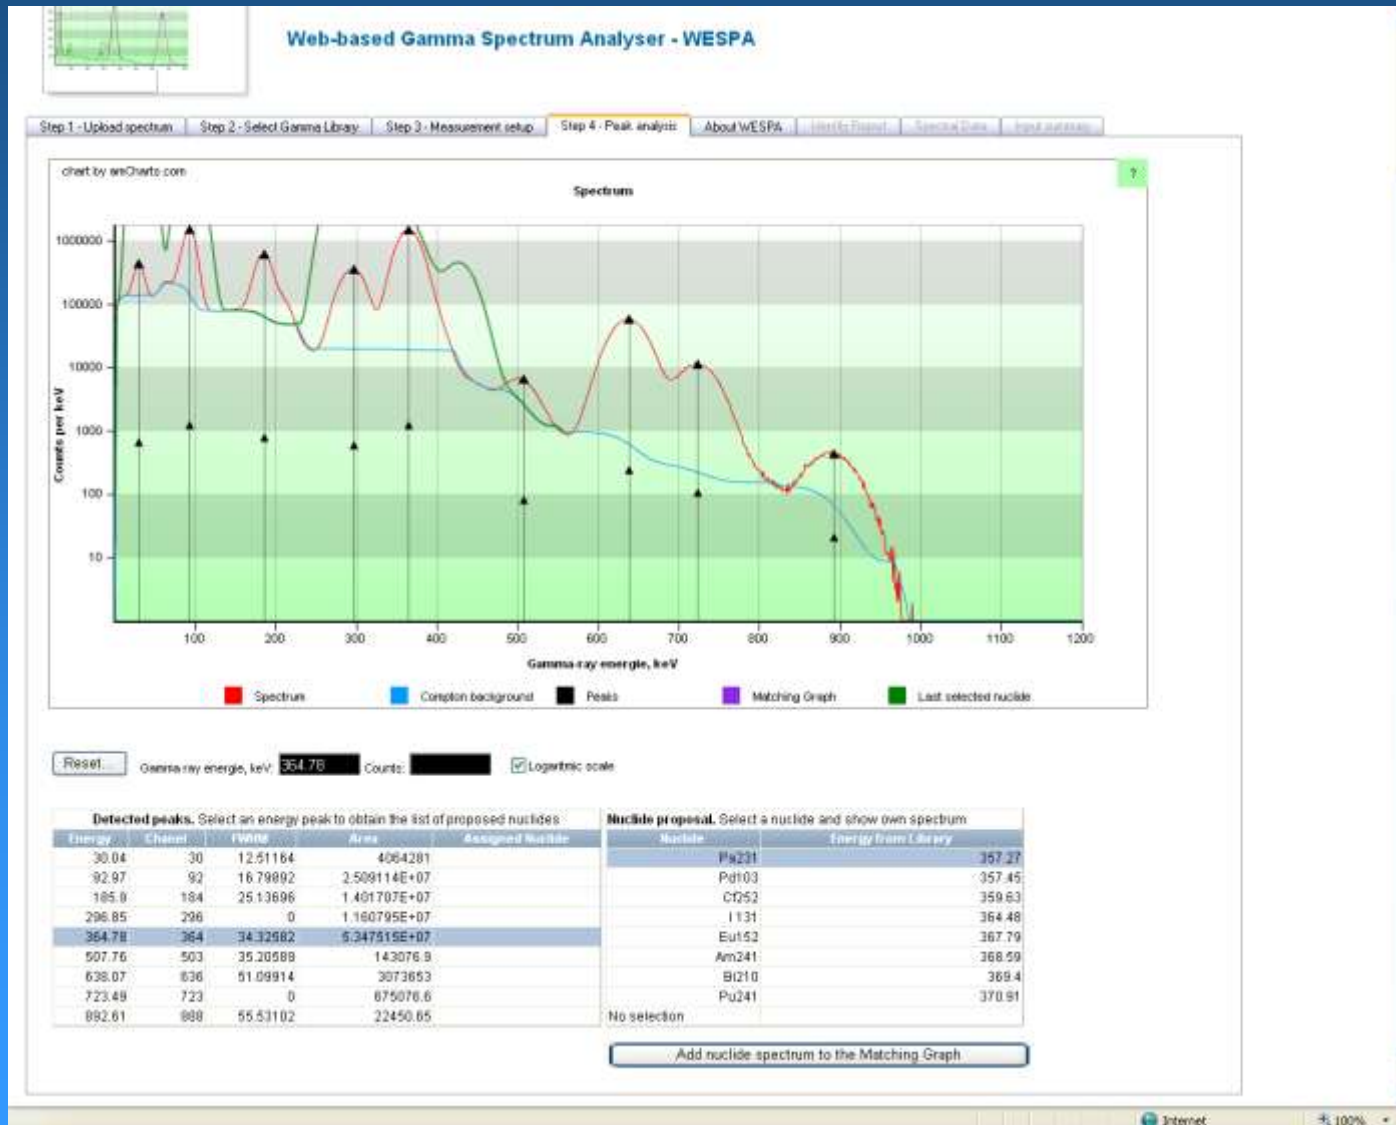 Web-based Gamma Spectrum Analyser - WESPA
Step 1 - Upload spectrum Step 2 - Select Gamma Library Step 3 - Measurement setup Step 4 - Peak analysis About WESPA Identify Report Spectral Data Input summary
chart by amCharts.com
?
Spectrum
1000000
100000
10000
1000
100
10
Counts per keV
100 200 300 400 500 600 700 800 900 1000 1100 1200
Gamma-ray energie, keV
Spectrum Compton background Peaks Matching Graph Last selected nuclide
Reset... Gamma-ray energie, keV: 364.78 Counts: Logaritmic scale
Detected peaks. Select an energy peak to obtain the list of proposed nuclides
Energy Chanel FWHM Area Assigned Nuclide
30.04 30 12.51164 4064281
92.97 92 16.79892 2.509114E+07
185.9 184 25.13696 1.401707E+07
296.85 296 0 1.160795E+07
364.78 364 34.32582 5.347515E+07
507.76 503 35.20589 143076.9
638.07 636 51.09914 3073653
723.49 723 0 675076.6
892.61 888 55.53102 22450.65
Nuclide proposal. Select a nuclide and show own spectrum
Nuclide Energy from Library
Pa231 357.27
Pd103 357.45
Cf252 359.63
I 131 364.48
Eu152 367.79
Am241 368.59
Bi210 369.4
Pu241 370.91
No selection
Add nuclide spectrum to the Matching Graph
Internet 100%